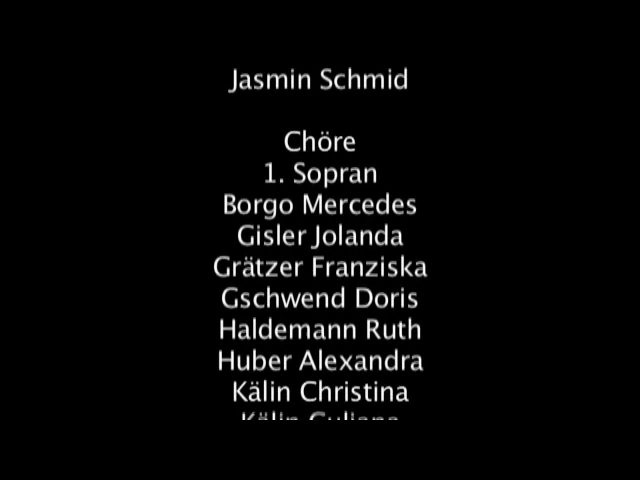 Jasmin Schmid
Chöre
1. Sopran
Borgo Mercedes
Gisler Jolanda
Grätzer Franziska
Gschwend Doris
Haldemann Ruth
Huber Alexandra
Kälin Christina
Kälin